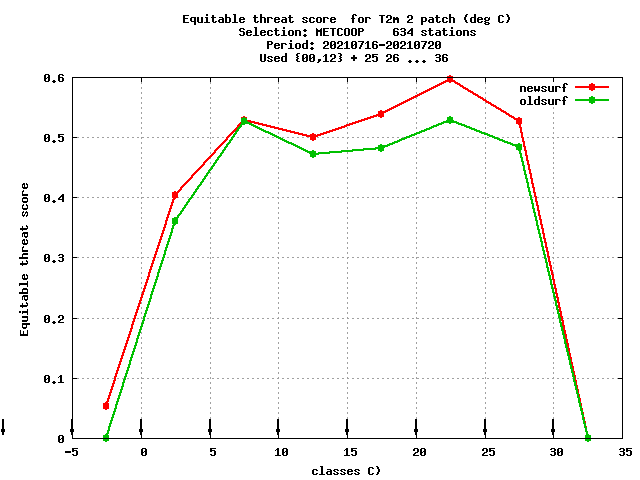 Equitable threat score  for T2m 2 patch (deg C)
Selection: METCOOP    634 stations
Period: 20210716-20210720
Used {00,12} + 25 26 ... 36
newsurf
oldsurf
Equitable threat score
0.6
0.5
0.4
0.3
0.2
0.1
0
-5 0 5 10 15 20 25 30 35
classes C)